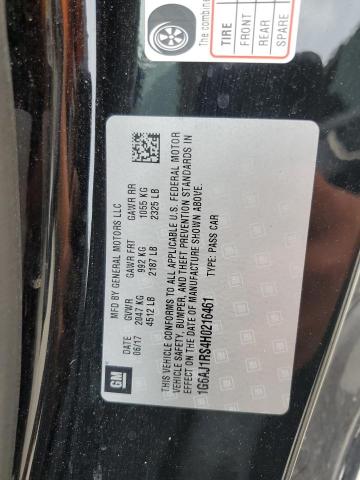 The combin
TIRE
FRONT
REAR
SPARE
GM
MFD BY GENERAL MOTORS LLC
DATE GVWR GAWR FRT GAWR RR
06/17 2047 KG 992 KG 1055 KG
4512 LB 2187 LB 2325 LB
THIS VEHICLE CONFORMS TO ALL APPLICABLE U.S. FEDERAL MOTOR
VEHICLE SAFETY, BUMPER, AND THEFT PREVENTION STANDARDS IN
EFFECT ON THE DATE OF MANUFACTURE SHOWN ABOVE.
1G6AJ1RS4H0216461 TYPE: PASS CAR